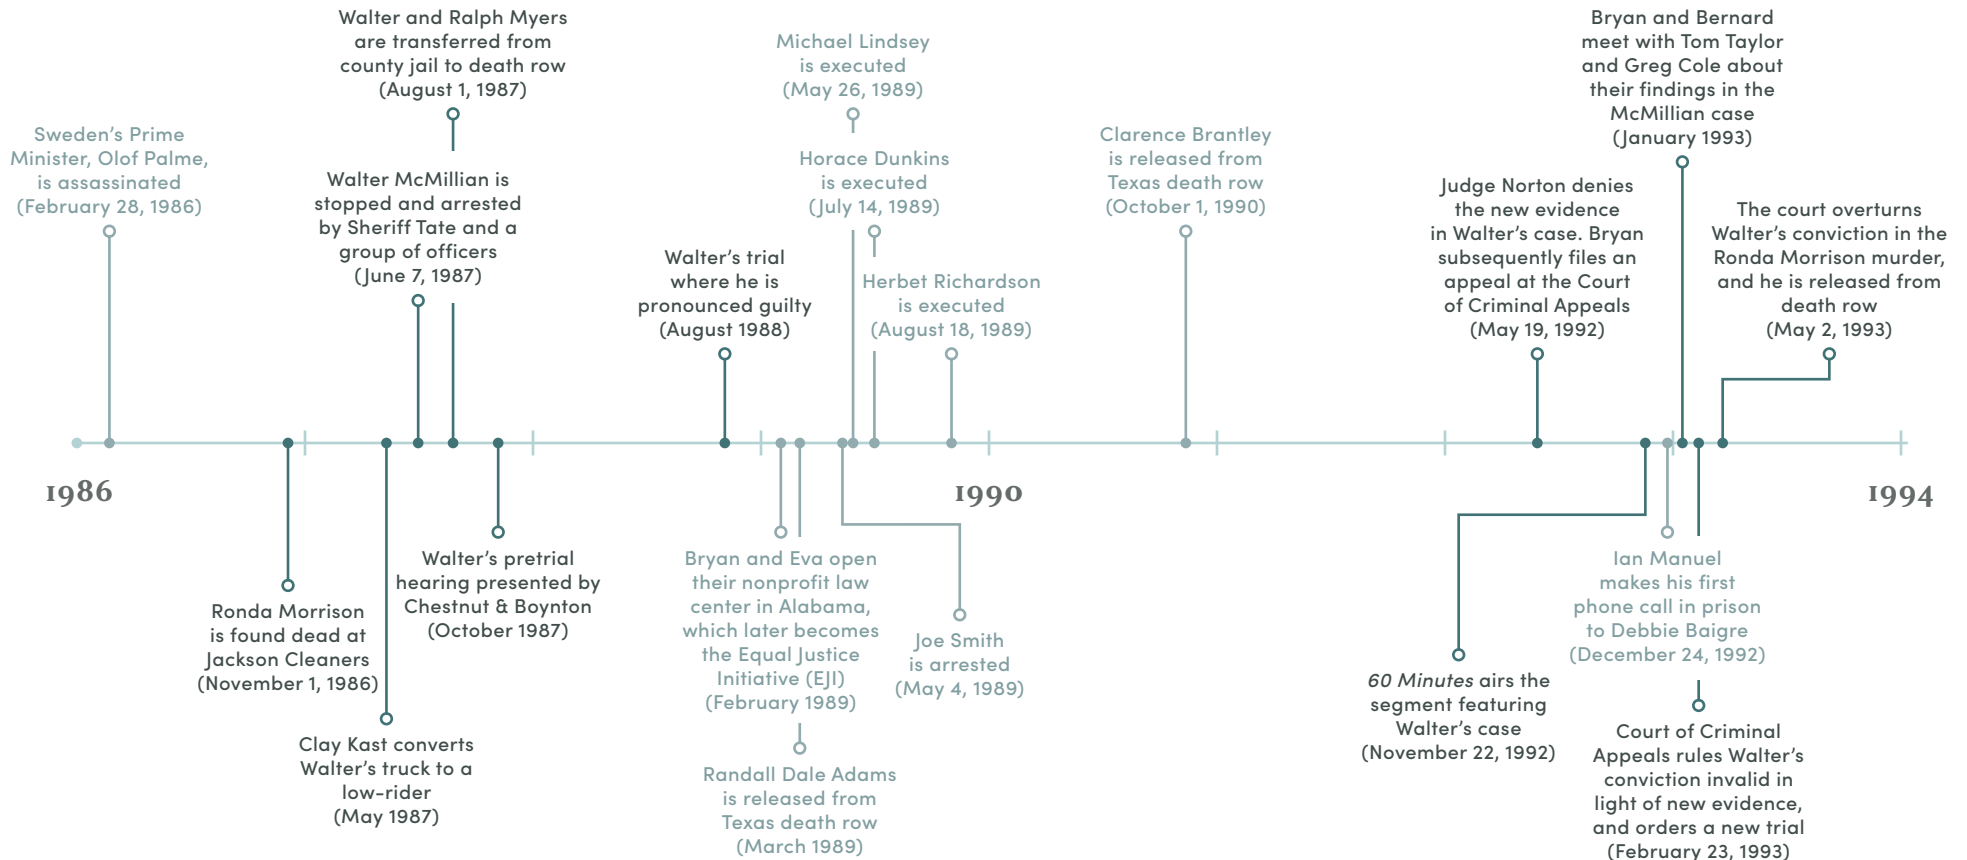 Sweden's Prime
Minister, Olof Palme,
is assassinated
(February 28, 1986)
Walter and Ralph Myers
are transferred from
county jail to death row
(August 1, 1987)
Walter McMillian is
stopped and arrested
by Sheriff Tate and a
group of officers
(June 7, 1987)
Walter's trial
where he is
pronounced guilty
(August 1988)
Michael Lindsey
is executed
(May 26, 1989)
Horace Dunkins
is executed
(July 14, 1989)
Herbet Richardson
is executed
(August 18, 1989)
Clarence Brantley
is released from
Texas death row
(October 1, 1990)
Judge Norton denies
the new evidence
in Walter's case. Bryan
subsequently files an
appeal at the Court
of Criminal Appeals
(May 19, 1992)
Bryan and Bernard
meet with Tom Taylor
and Greg Cole about
their findings in the
McMillian case
(January 1993)
The court overturns
Walter's conviction in the
Ronda Morrison murder,
and he is released from
death row
(May 2, 1993)
1986
1990
1994
Ronda Morrison
is found dead at
Jackson Cleaners
(November 1, 1986)
Clay Kast converts
Walter's truck to a
low-rider
(May 1987)
Walter's pretrial
hearing presented by
Chestnut & Boynton
(October 1987)
Bryan and Eva open
their nonprofit law
center in Alabama,
which later becomes
the Equal Justice
Initiative (EJI)
(February 1989)
Randall Dale Adams
is released from
Texas death row
(March 1989)
Joe Smith
is arrested
(May 4, 1989)
60 Minutes airs the
segment featuring
Walter's case
(November 22, 1992)
Ian Manuel
makes his first
phone call in prison
to Debbie Baigre
(December 24, 1992)
Court of Criminal
Appeals rules Walter's
conviction invalid in
light of new evidence,
and orders a new trial
(February 23, 1993)